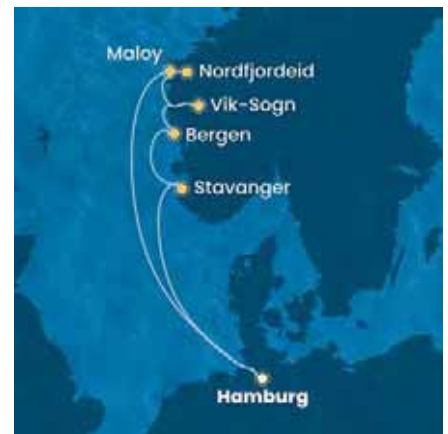 Maloy
Nordfjordeid
Vik-Sogn
Bergen
Stavanger
Hamburg